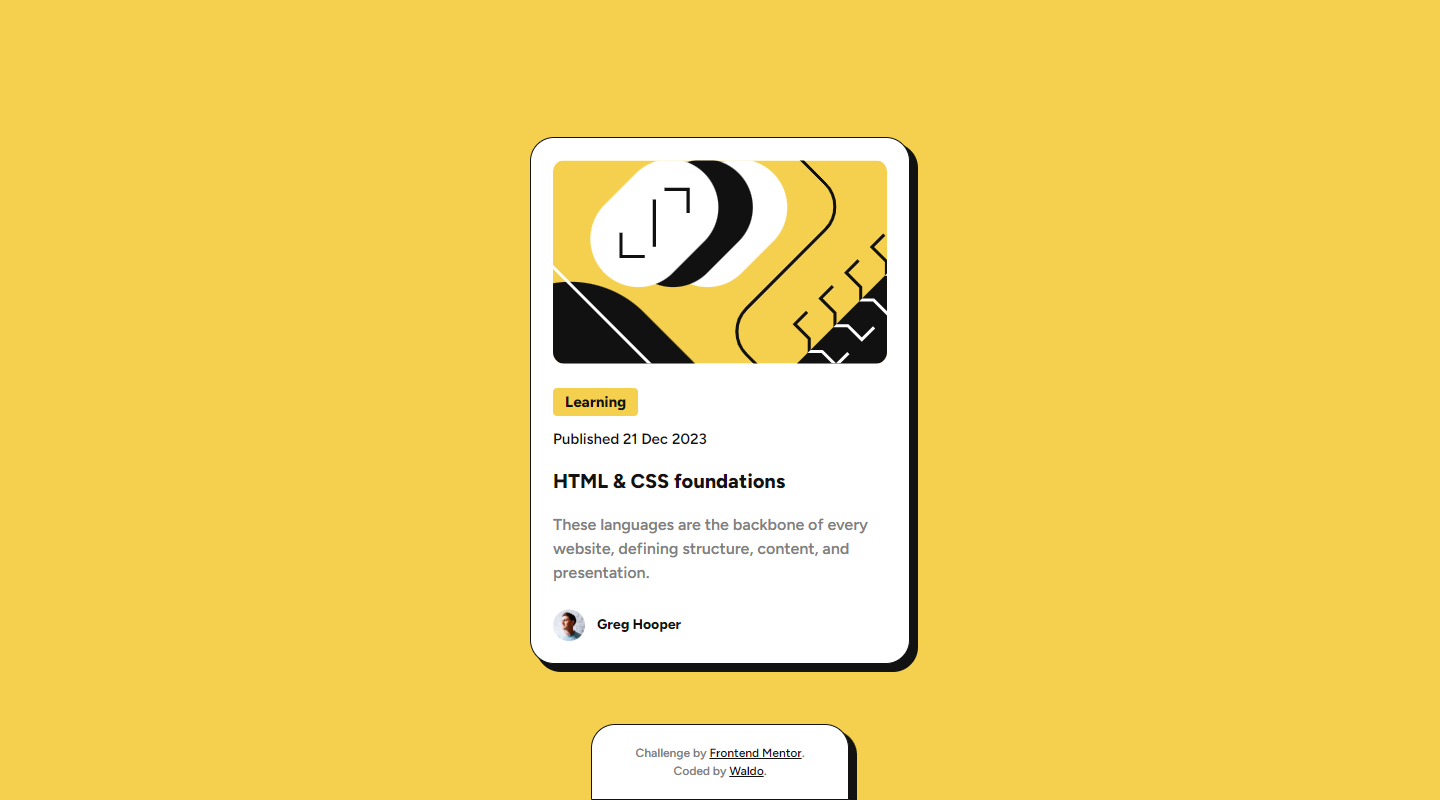 Learning
Published 21 Dec 2023
HTML & CSS foundations
These languages are the backbone of every
website, defining structure, content, and
presentation.
Greg Hooper
Challenge by Frontend Mentor.
Coded by Waldo.